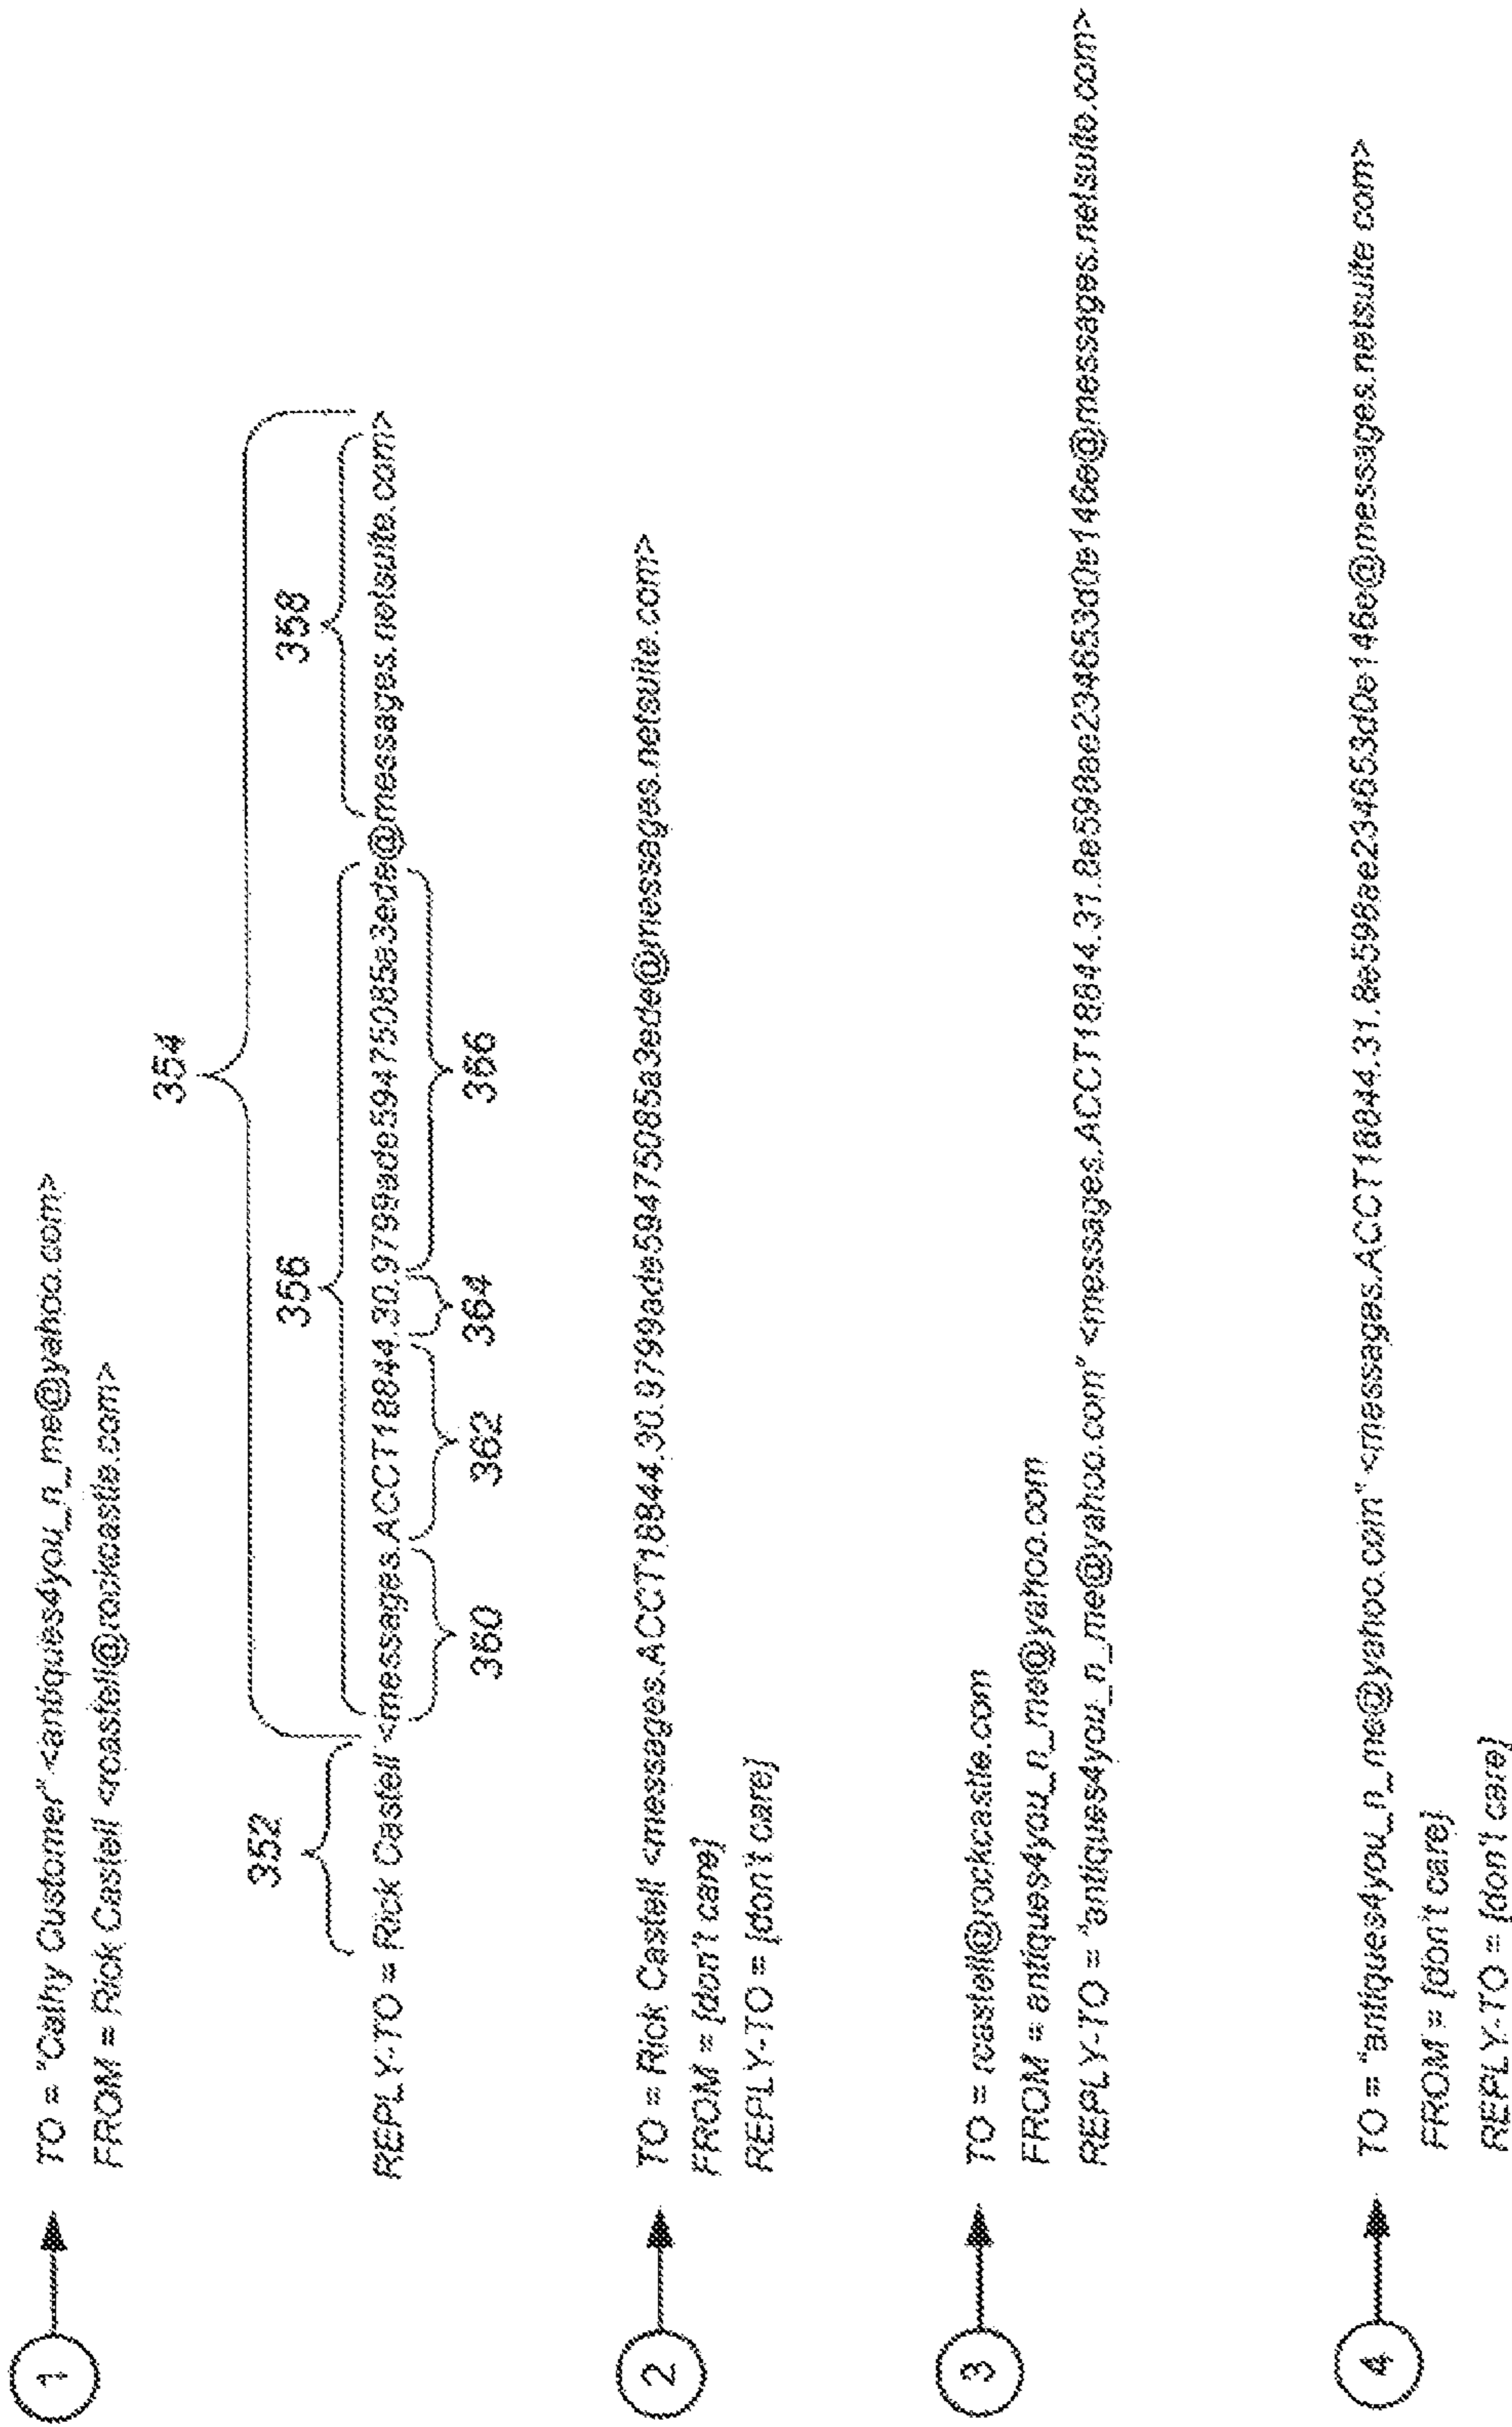 1
TO = "Cathy Customer" <antiques4you_n_me@yahoo.com>
FROM = Rick Castell <rcastell@rockcastle.com>
354
352
356
358
REPLY-TO = Rick Castell <messages.ACCT18844.30.9799ade59475085a3ede@messages.netsuite.com>
360
362
364
366
2
TO = Rick Castell <messages.ACCT18844.30.9799ade59475085a3ede@messages.netsuite.com>
FROM = [don't care]
REPLY-TO = [don't care]
3
TO = rcastell@rockcastle.com
FROM = antiques4you_n_me@yahoo.com
REPLY-TO = "antiques4you_n_me@yahoo.com" <messages.ACCT18844.31.8e598ae234653d0e146e@messages.netsuite.com>
4
TO = "antiques4you_n_me@yahoo.com" <messages.ACCT18844.31.8e598ae234653d0e146e@messages.netsuite.com>
FROM = [don't care]
REPLY-TO = [don't care]